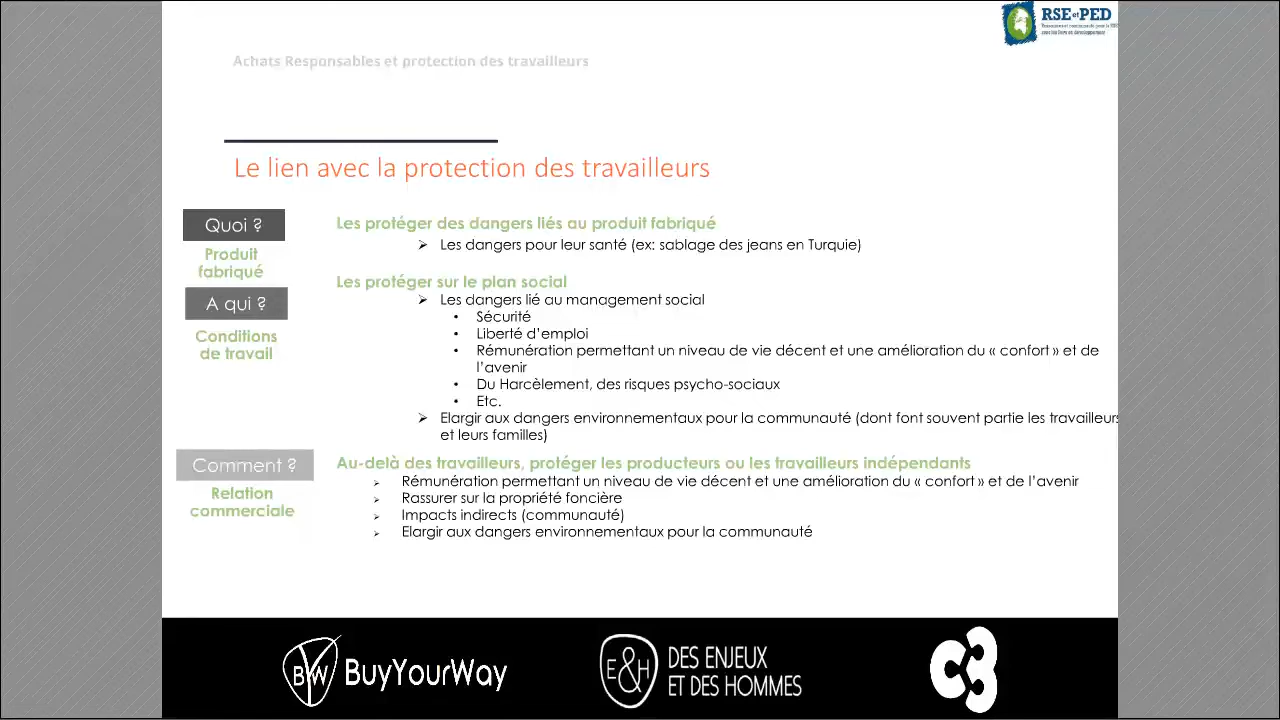 RSE et PED
Achats Responsables et protection des travailleurs
Le lien avec la protection des travailleurs
Quoi ?
Produit
fabriqué
Les protéger des dangers liés au produit fabriqué
Les dangers pour leur santé (ex: sablage des jeans en Turquie)
A qui ?
Conditions
de travail
Les protéger sur le plan social
Les dangers lié au management social
Sécurité
Liberté d’emploi
Rémunération permettant un niveau de vie décent et une amélioration du « confort » et de
l’avenir
Du Harcèlement, des risques psycho-sociaux
Etc.
Elargir aux dangers environnementaux pour la communauté (dont font souvent partie les travailleurs
et leurs familles)
Comment ?
Relation
commerciale
Au-delà des travailleurs, protéger les producteurs ou les travailleurs indépendants
Rémunération permettant un niveau de vie décent et une amélioration du « confort » et de l’avenir
Rassurer sur la propriété foncière
Impacts indirects (communauté)
Elargir aux dangers environnementaux pour la communauté
BYW BuyYourWay
E&H DES ENJEUX
ET DES HOMMES
C3